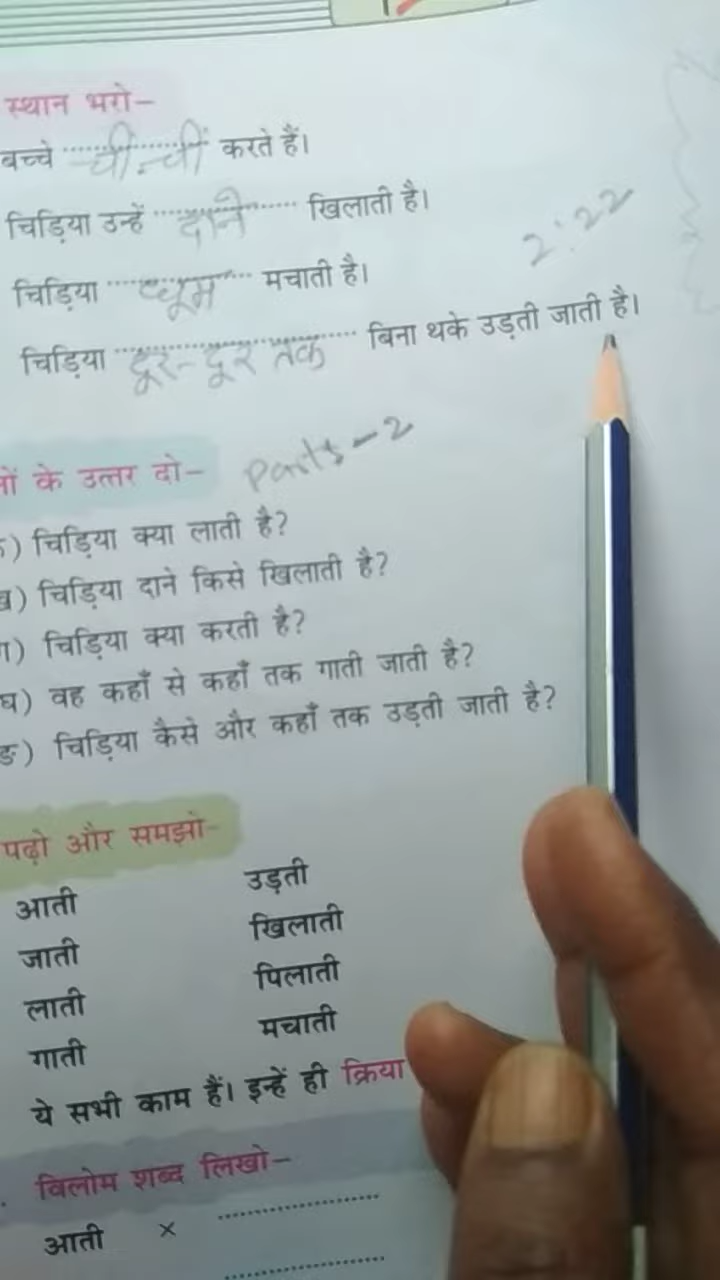 स्थान भरो–
बच्चे चीं-चीं करते हैं।
चिड़िया उन्हें दाने खिलाती है।
2:22
चिड़िया धूम मचाती है।
चिड़िया दूर-दूर तक बिना थके उड़ती जाती है।
नों के उत्तर दो– Parts-2
) चिड़िया क्या लाती है?
ख) चिड़िया दाने किसे खिलाती है?
ग) चिड़िया क्या करती है?
घ) वह कहाँ से कहाँ तक गाती जाती है?
ङ) चिड़िया कैसे और कहाँ तक उड़ती जाती है?
पढ़ो और समझो–
आती उड़ती
जाती खिलाती
लाती पिलाती
गाती मचाती
ये सभी काम हैं। इन्हें ही क्रिया
विलोम शब्द लिखो–
आती ×